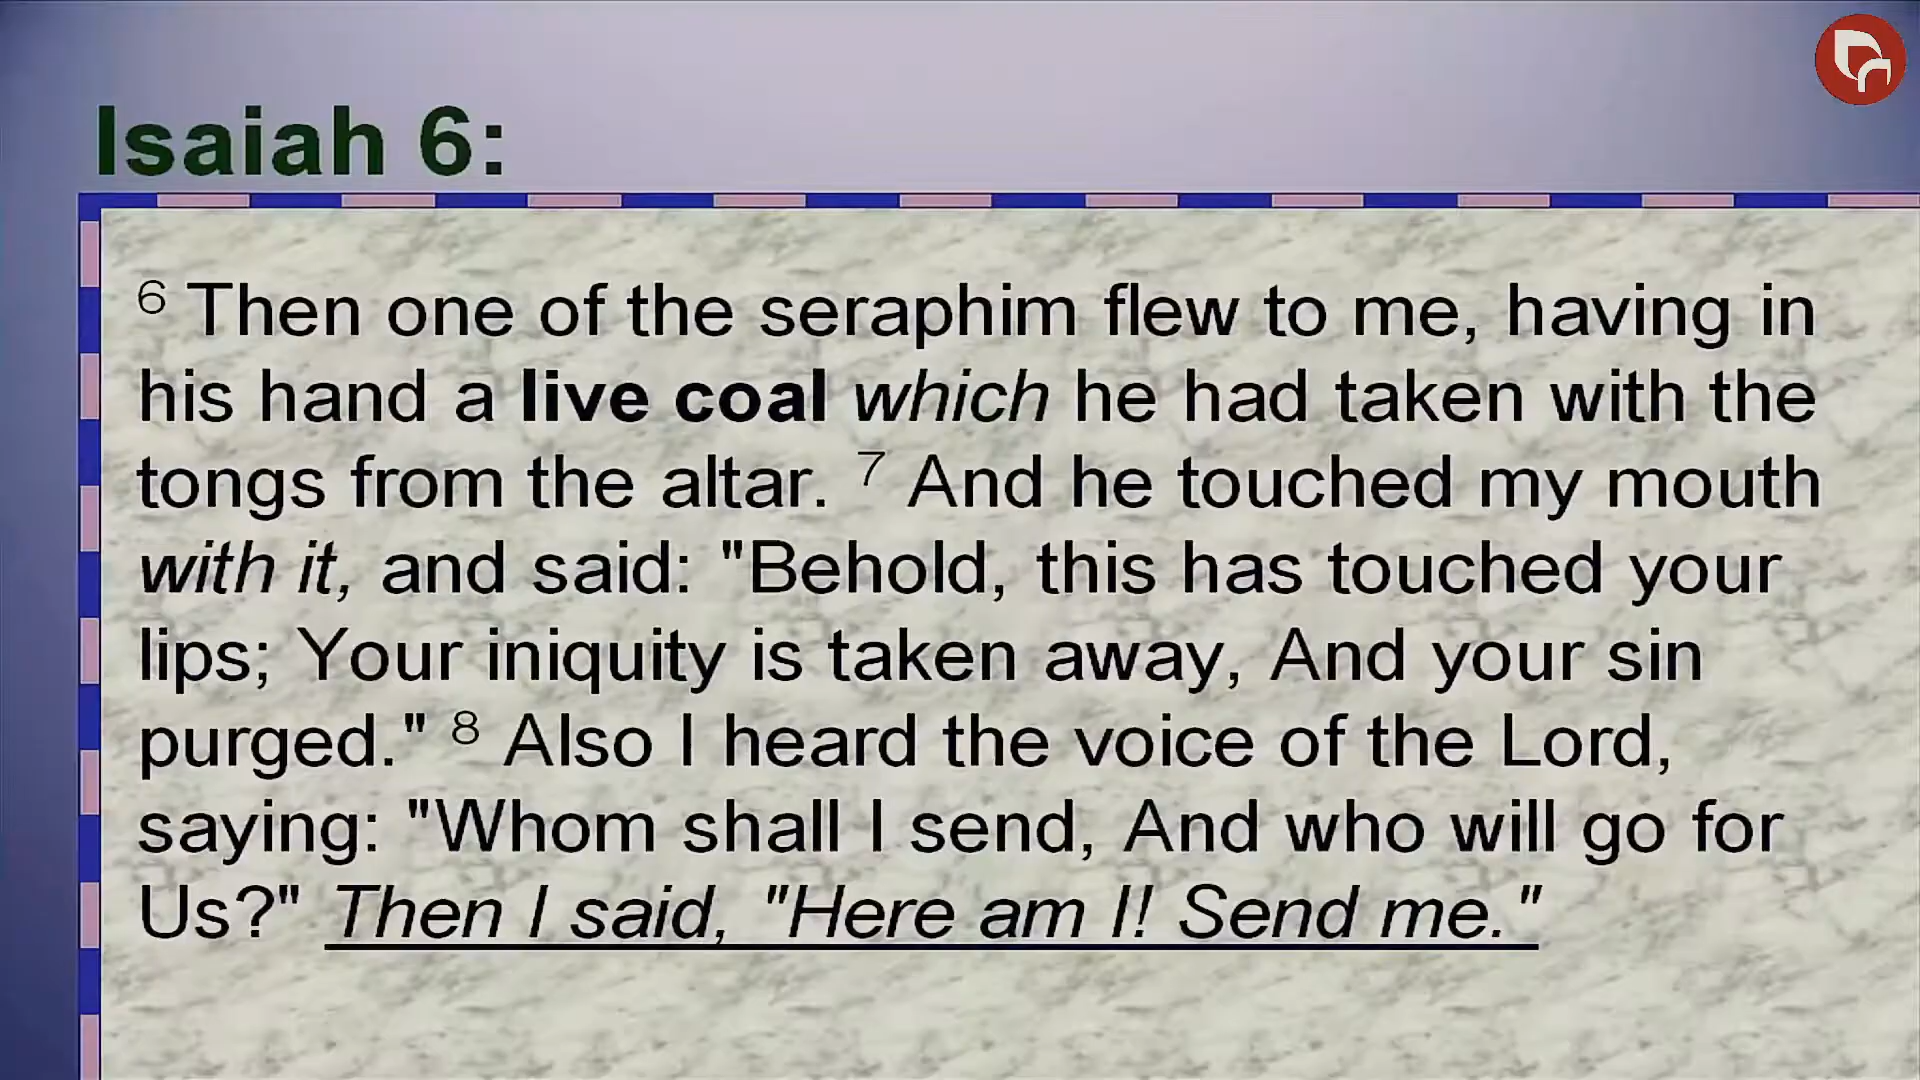 Isaiah 6:
6 Then one of the seraphim flew to me, having in
his hand a live coal which he had taken with the
tongs from the altar. 7 And he touched my mouth
with it, and said: "Behold, this has touched your
lips; Your iniquity is taken away, And your sin
purged." 8 Also I heard the voice of the Lord,
saying: "Whom shall I send, And who will go for
Us?" Then I said, "Here am I! Send me."